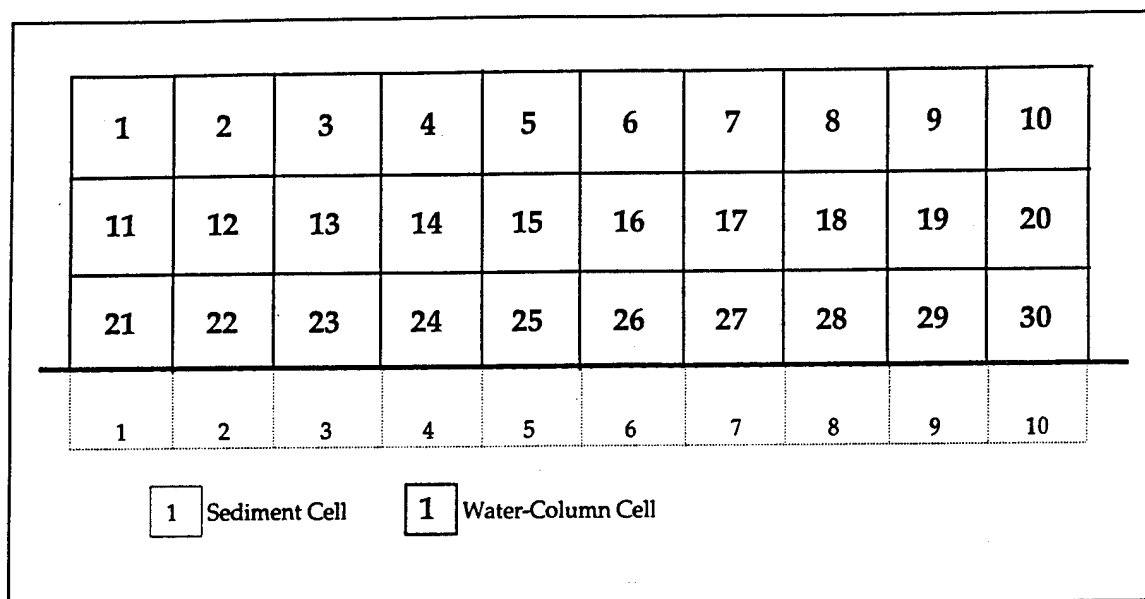 1 2 3 4 5 6 7 8 9 10
11 12 13 14 15 16 17 18 19 20
21 22 23 24 25 26 27 28 29 30
1 2 3 4 5 6 7 8 9 10
1 Sediment Cell 1 Water-Column Cell